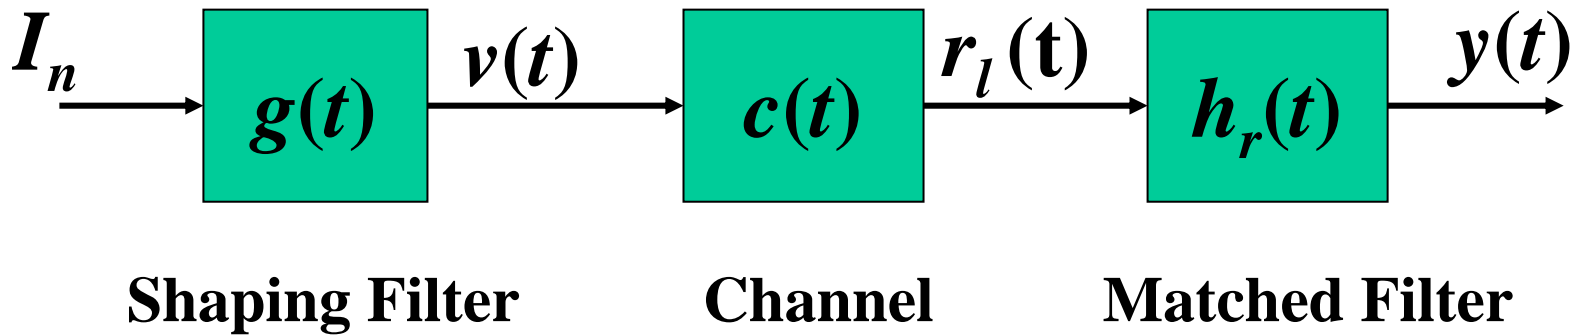 I_n v(t) r_l(t) y(t)
g(t) c(t) h_r(t)
Shaping Filter Channel Matched Filter